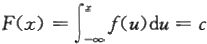 F(x) = ∫_{-∞}^{x} f(u)du = c